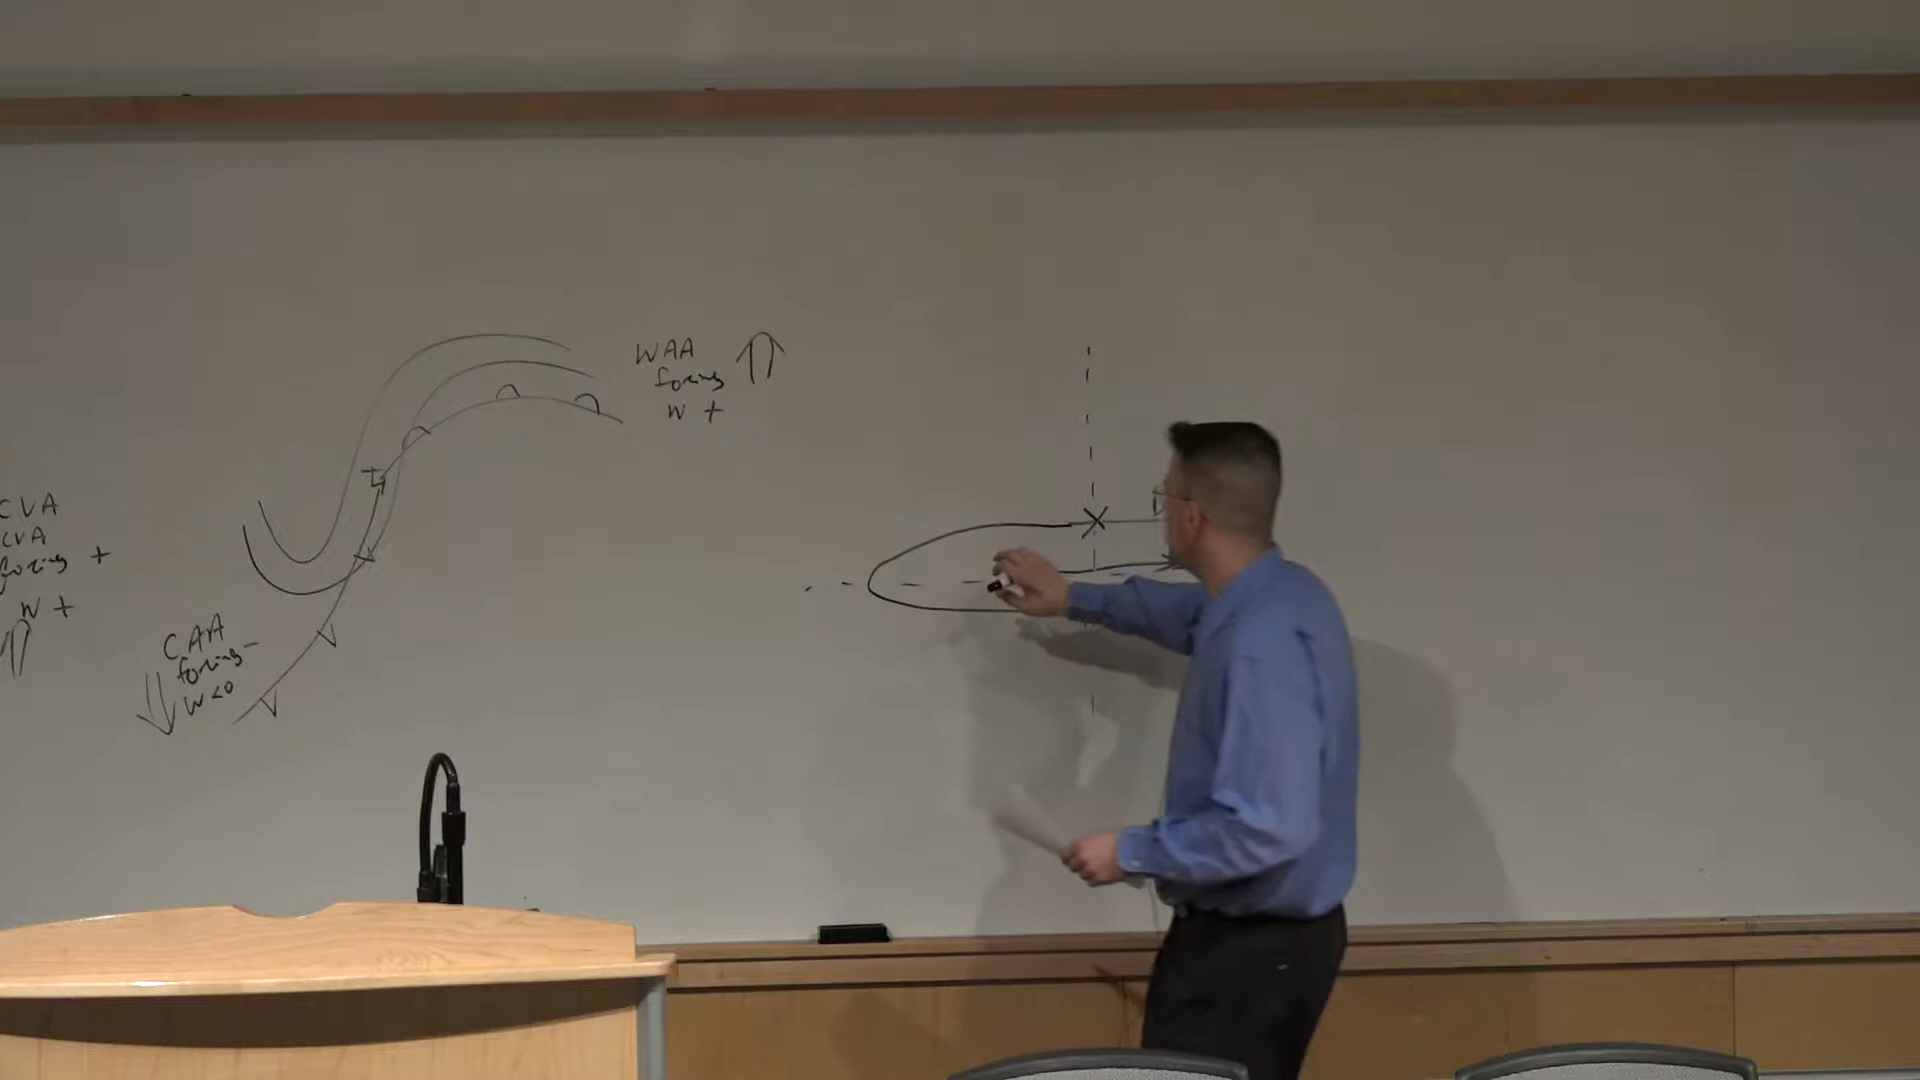 CVA
CVA
forcing +
W +
CAA
forcing -
W<0
WAA
forcing
W +